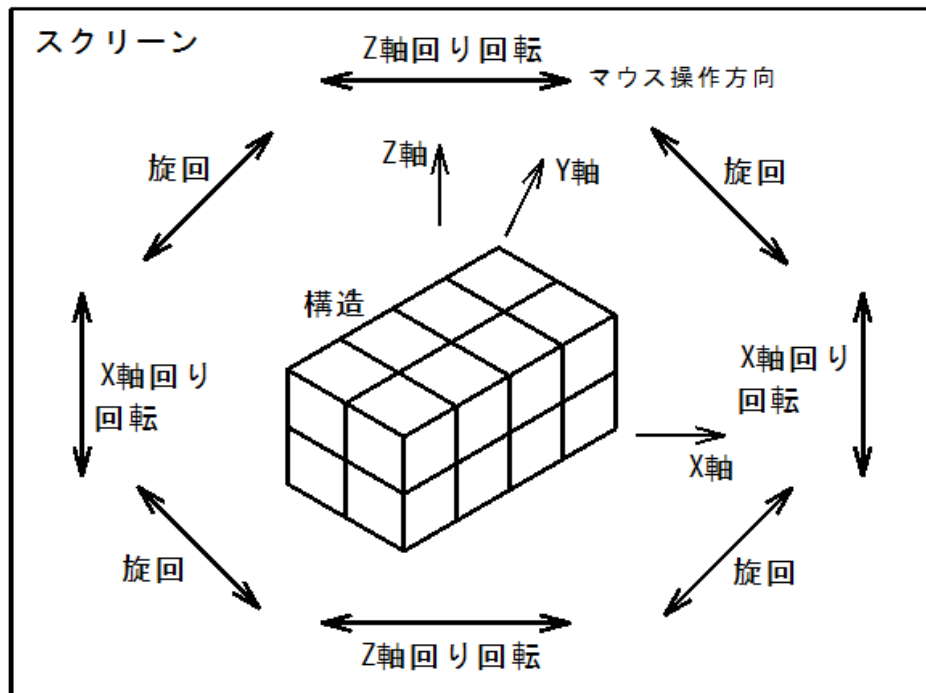 スクリーン
Z軸回り回転
マウス操作方向
旋回
Z軸
Y軸
旋回
構造
X軸回り
回転
X軸回り
回転
X軸
旋回
旋回
Z軸回り回転